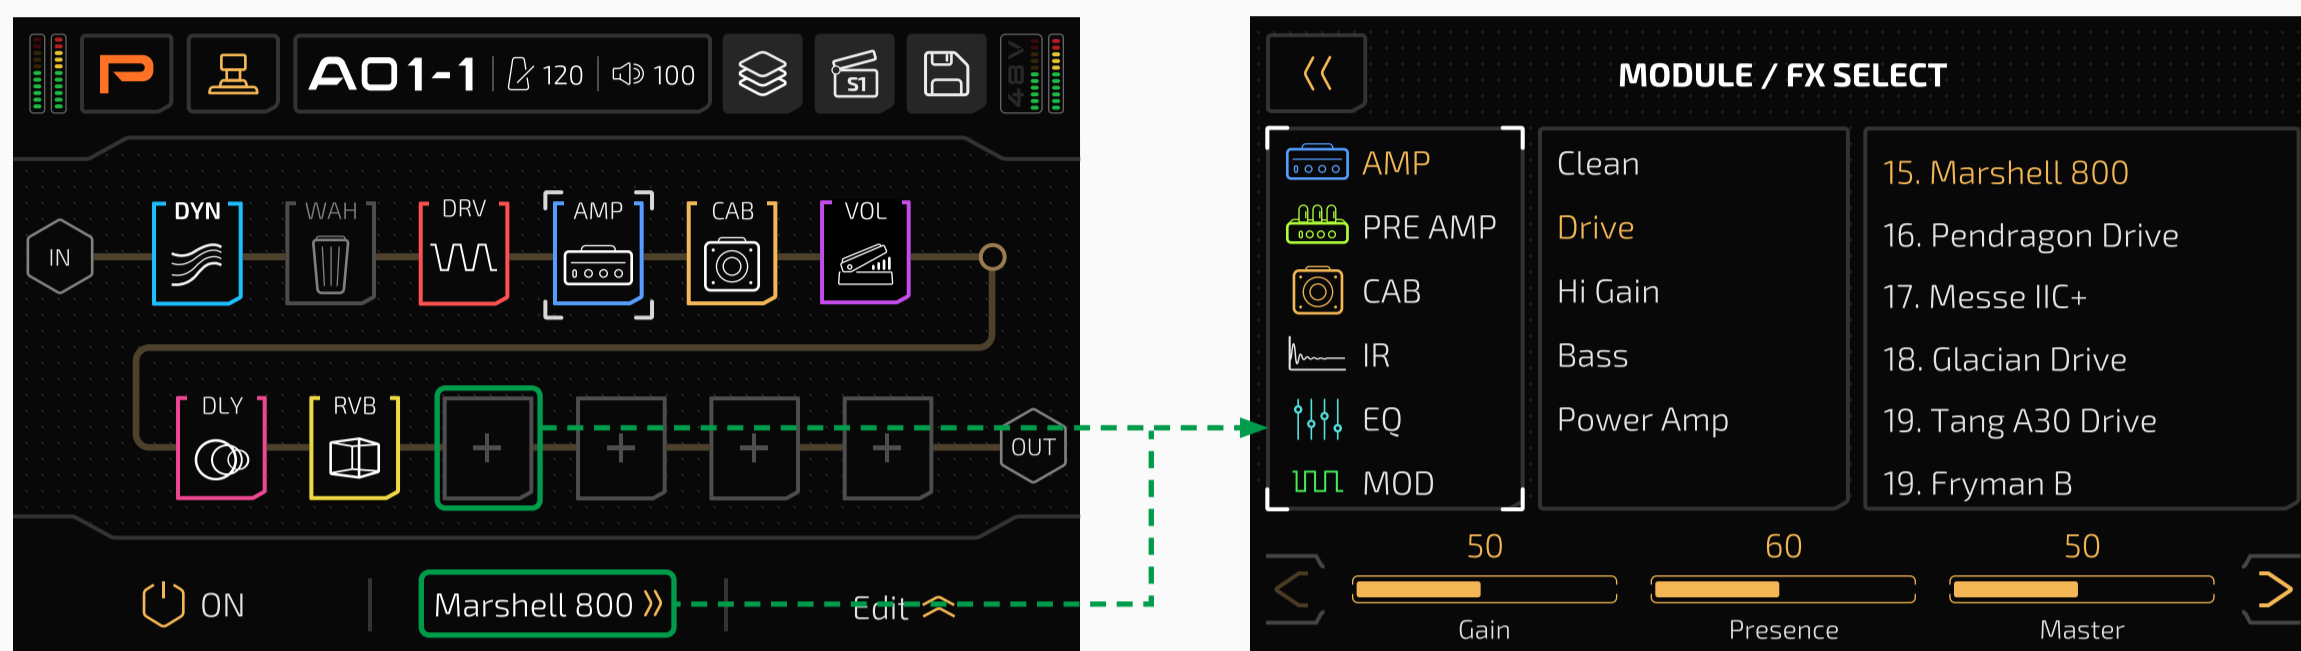 A01-1 120 100 S1 48V
DYN WAH DRV AMP CAB VOL
IN
DLY RVB
OUT
ON Marshell 800 Edit
MODULE / FX SELECT
AMP
PRE AMP
CAB
IR
EQ
MOD
Clean
Drive
Hi Gain
Bass
Power Amp
15. Marshell 800
16. Pendragon Drive
17. Messe IIC+
18. Glacian Drive
19. Tang A30 Drive
19. Fryman B
50 60 50
Gain Presence Master